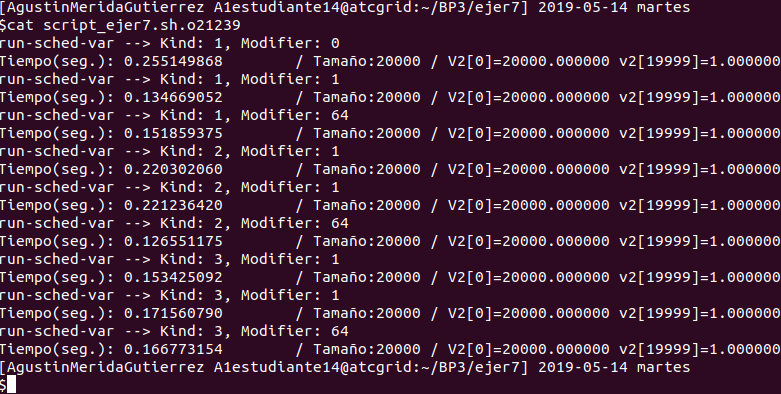 [AgustinMeridaGutierrez A1estudiante14@atcgrid:~/BP3/ejer7] 2019-05-14 martes
$cat script_ejer7.sh.o21239
run-sched-var --> Kind: 1, Modifier: 0
Tiempo(seg.): 0.255149868 / Tamaño:20000 / V2[0]=20000.000000 v2[19999]=1.000000
run-sched-var --> Kind: 1, Modifier: 1
Tiempo(seg.): 0.134669052 / Tamaño:20000 / V2[0]=20000.000000 v2[19999]=1.000000
run-sched-var --> Kind: 1, Modifier: 64
Tiempo(seg.): 0.151859375 / Tamaño:20000 / V2[0]=20000.000000 v2[19999]=1.000000
run-sched-var --> Kind: 2, Modifier: 1
Tiempo(seg.): 0.220302060 / Tamaño:20000 / V2[0]=20000.000000 v2[19999]=1.000000
run-sched-var --> Kind: 2, Modifier: 1
Tiempo(seg.): 0.221236420 / Tamaño:20000 / V2[0]=20000.000000 v2[19999]=1.000000
run-sched-var --> Kind: 2, Modifier: 64
Tiempo(seg.): 0.126551175 / Tamaño:20000 / V2[0]=20000.000000 v2[19999]=1.000000
run-sched-var --> Kind: 3, Modifier: 1
Tiempo(seg.): 0.153425092 / Tamaño:20000 / V2[0]=20000.000000 v2[19999]=1.000000
run-sched-var --> Kind: 3, Modifier: 1
Tiempo(seg.): 0.171560790 / Tamaño:20000 / V2[0]=20000.000000 v2[19999]=1.000000
run-sched-var --> Kind: 3, Modifier: 64
Tiempo(seg.): 0.166773154 / Tamaño:20000 / V2[0]=20000.000000 v2[19999]=1.000000
[AgustinMeridaGutierrez A1estudiante14@atcgrid:~/BP3/ejer7] 2019-05-14 martes
$